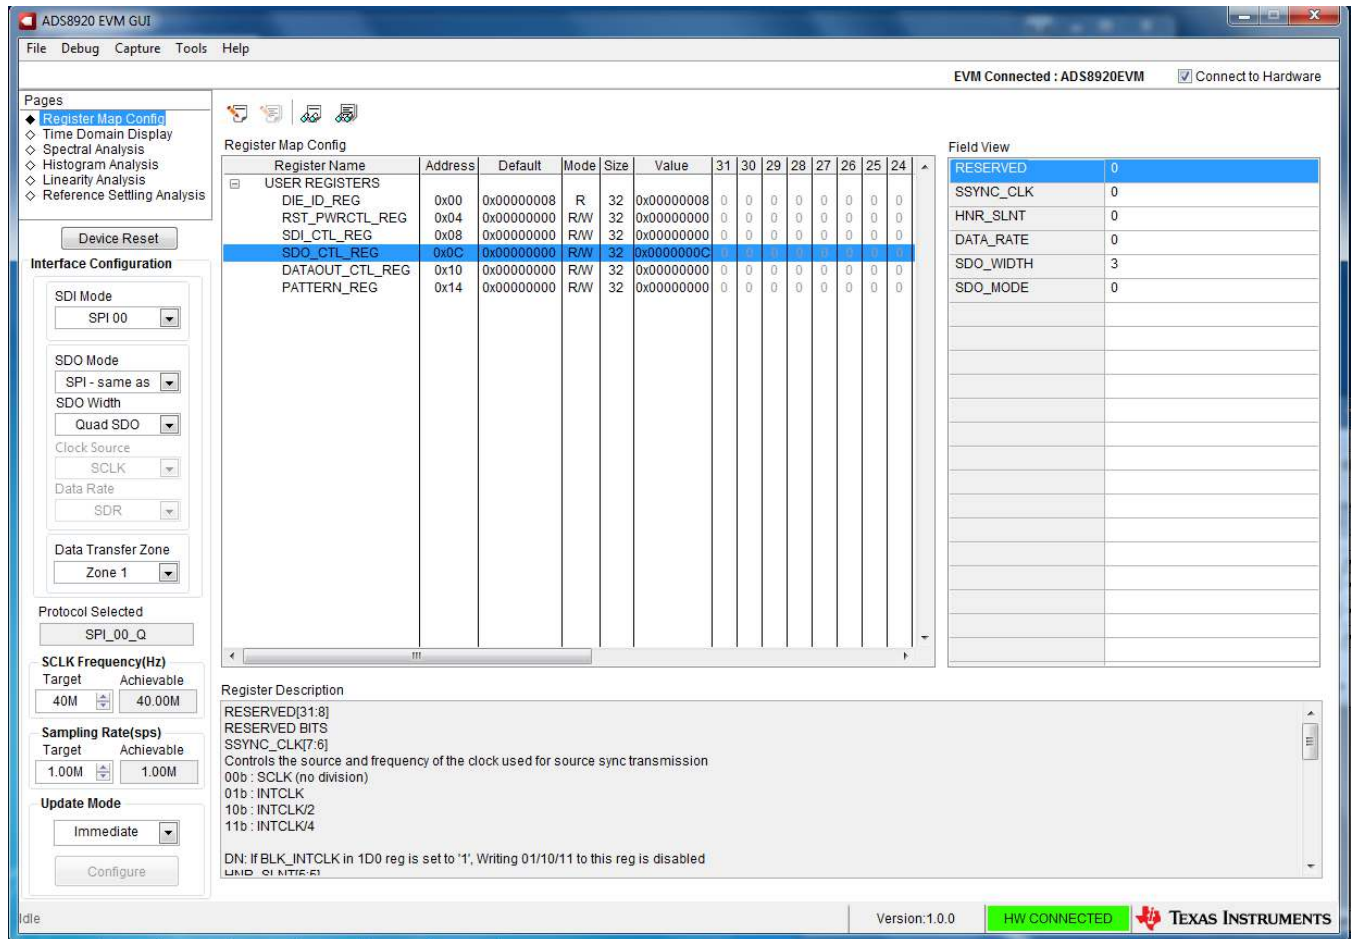 ADS8920 EVM GUI
File Debug Capture Tools Help
EVM Connected : ADS8920EVM Connect to Hardware
Pages
Register Map Config
Time Domain Display
Spectral Analysis
Histogram Analysis
Linearity Analysis
Reference Settling Analysis
Device Reset
Interface Configuration
SDI Mode
SPI 00
SDO Mode
SPI - same as
SDO Width
Quad SDO
Clock Source
SCLK
Data Rate
SDR
Data Transfer Zone
Zone 1
Protocol Selected
SPI_00_Q
SCLK Frequency(Hz)
Target Achievable
40M 40.00M
Sampling Rate(sps)
Target Achievable
1.00M 1.00M
Update Mode
Immediate
Configure
Register Map Config
Register Name Address Default Mode Size Value 31 30 29 28 27 26 25 24
USER REGISTERS
DIE_ID_REG 0x00 0x00000008 R 32 0x00000008 0 0 0 0 0 0 0 0
RST_PWRCTL_REG 0x04 0x00000000 R/W 32 0x00000000 0 0 0 0 0 0 0 0
SDI_CTL_REG 0x08 0x00000000 R/W 32 0x00000000 0 0 0 0 0 0 0 0
SDO_CTL_REG 0x0C 0x00000000 R/W 32 0x0000000C 0 0 0 0 0 0 0 0
DATAOUT_CTL_REG 0x10 0x00000000 R/W 32 0x00000000 0 0 0 0 0 0 0 0
PATTERN_REG 0x14 0x00000000 R/W 32 0x00000000 0 0 0 0 0 0 0 0
Field View
RESERVED 0
SSYNC_CLK 0
HNR_SLNT 0
DATA_RATE 0
SDO_WIDTH 3
SDO_MODE 0
Register Description
RESERVED[31:8]
RESERVED BITS
SSYNC_CLK[7:6]
Controls the source and frequency of the clock used for source sync transmission
00b : SCLK (no division)
01b : INTCLK
10b : INTCLK/2
11b : INTCLK/4
DN: If BLK_INTCLK in 1D0 reg is set to '1', Writing 01/10/11 to this reg is disabled
HNR_SLNT[5:5]
Idle
Version:1.0.0
HW CONNECTED
TEXAS INSTRUMENTS